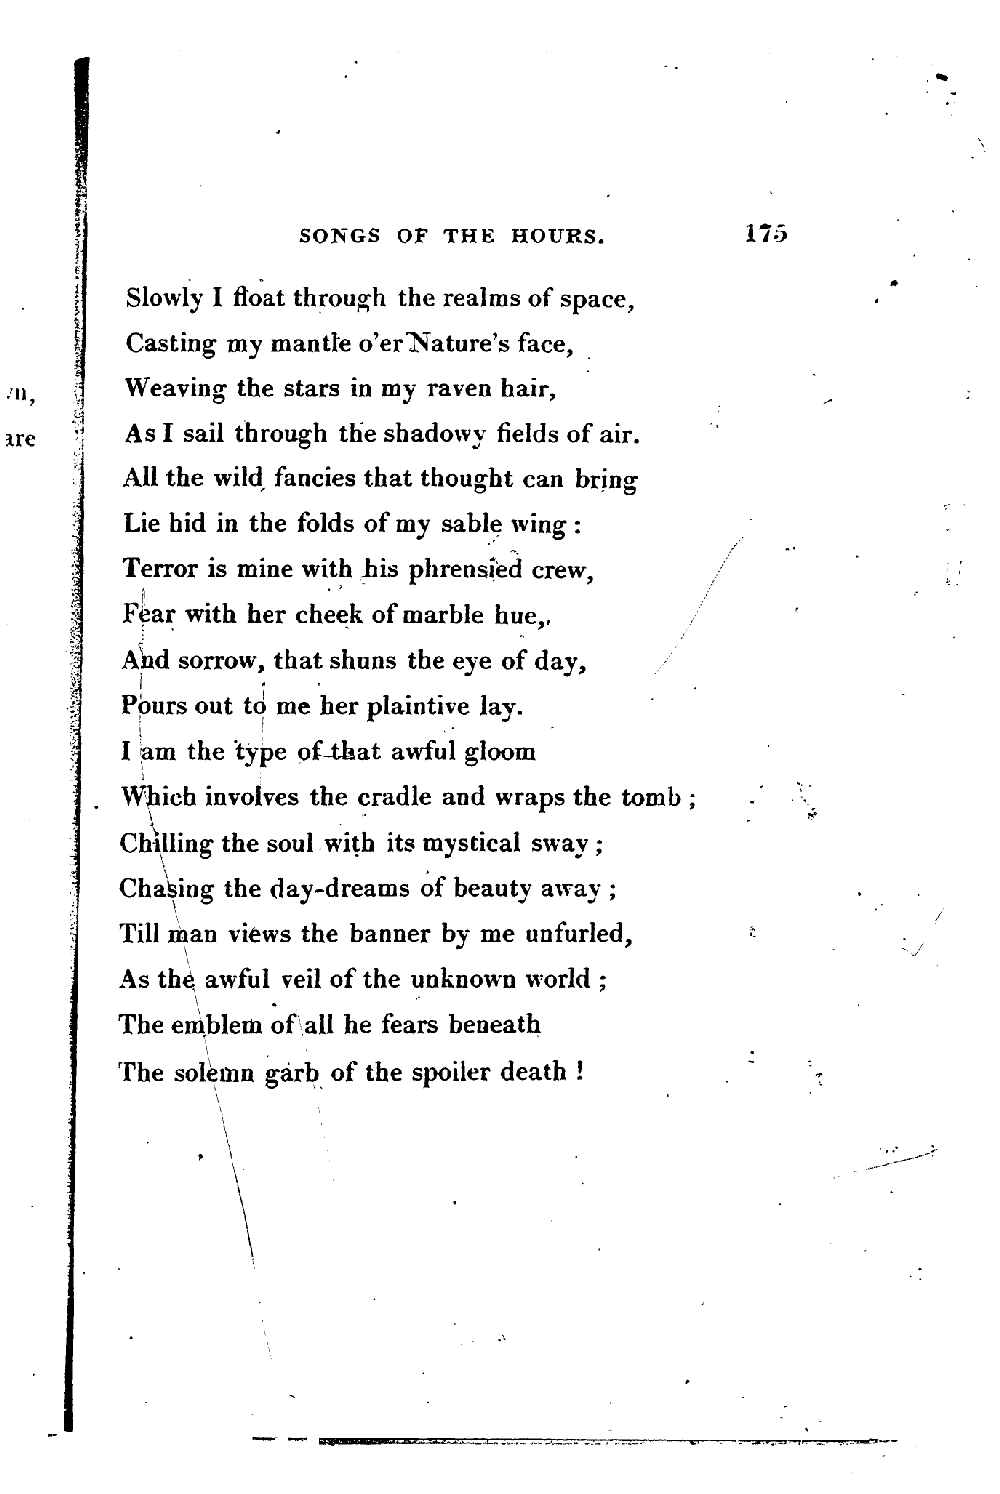 SONGS OF THE HOURS. 175
Slowly I float through the realms of space,
Casting my mantle o'er Nature's face,
Weaving the stars in my raven hair,
As I sail through the shadowy fields of air.
All the wild fancies that thought can bring
Lie hid in the folds of my sable wing :
Terror is mine with his phrensied crew,
Fear with her cheek of marble hue,
And sorrow, that shuns the eye of day,
Pours out to me her plaintive lay.
I am the type of that awful gloom
Which involves the cradle and wraps the tomb ;
Chilling the soul with its mystical sway ;
Chasing the day-dreams of beauty away ;
Till man views the banner by me unfurled,
As the awful veil of the unknown world ;
The emblem of all he fears beneath
The solemn garb of the spoiler death !